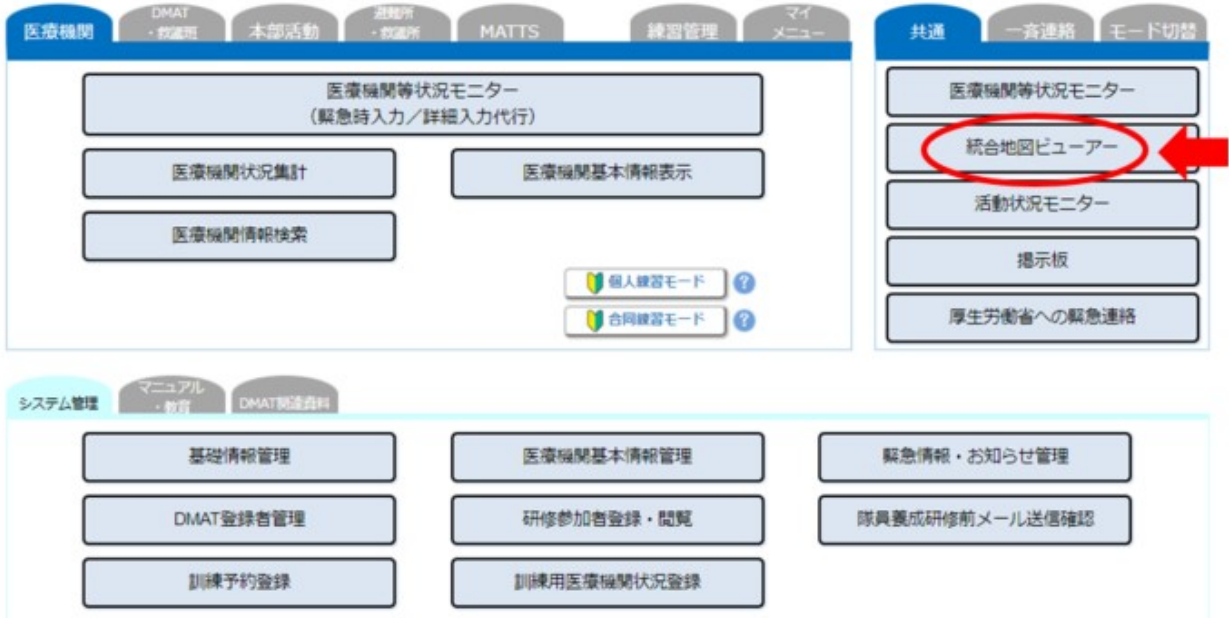 医療機関
DMAT
・救護班
本部活動
避難所
・救護所
MATTS
練習管理
マイ
メニュー
共通
一斉連絡
モード切替
医療機関等状況モニター
（緊急時入力／詳細入力代行）
医療機関状況集計
医療機関基本情報表示
医療機関情報検索
個人練習モード
?
合同練習モード
?
医療機関等状況モニター
統合地図ビューアー
活動状況モニター
掲示板
厚生労働省への緊急連絡
システム管理
マニュアル
・教育
DMAT関連資料
基礎情報管理
医療機関基本情報管理
緊急情報・お知らせ管理
DMAT登録者管理
研修参加者登録・閲覧
隊員養成研修前メール送信確認
訓練予約登録
訓練用医療機関状況登録